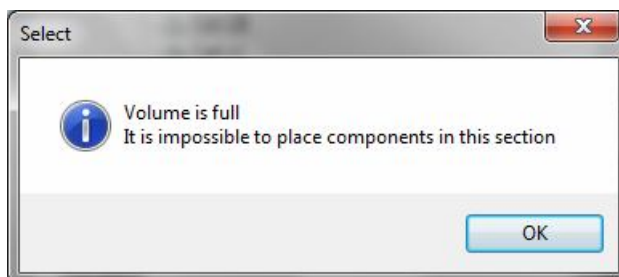 Select
Volume is full
It is impossible to place components in this section
OK